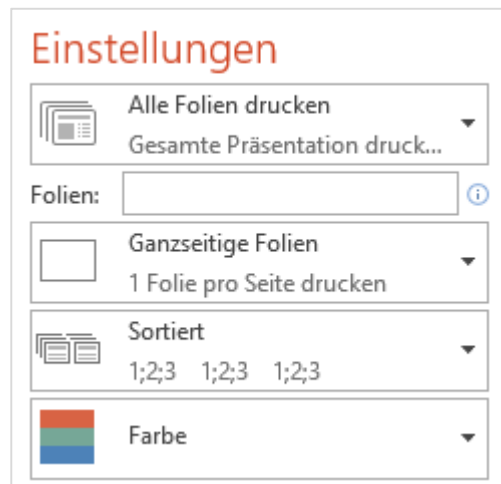 Einstellungen
Alle Folien drucken
Gesamte Präsentation druck...
Folien:
Ganzseitige Folien
1 Folie pro Seite drucken
Sortiert
1;2;3 1;2;3 1;2;3
Farbe